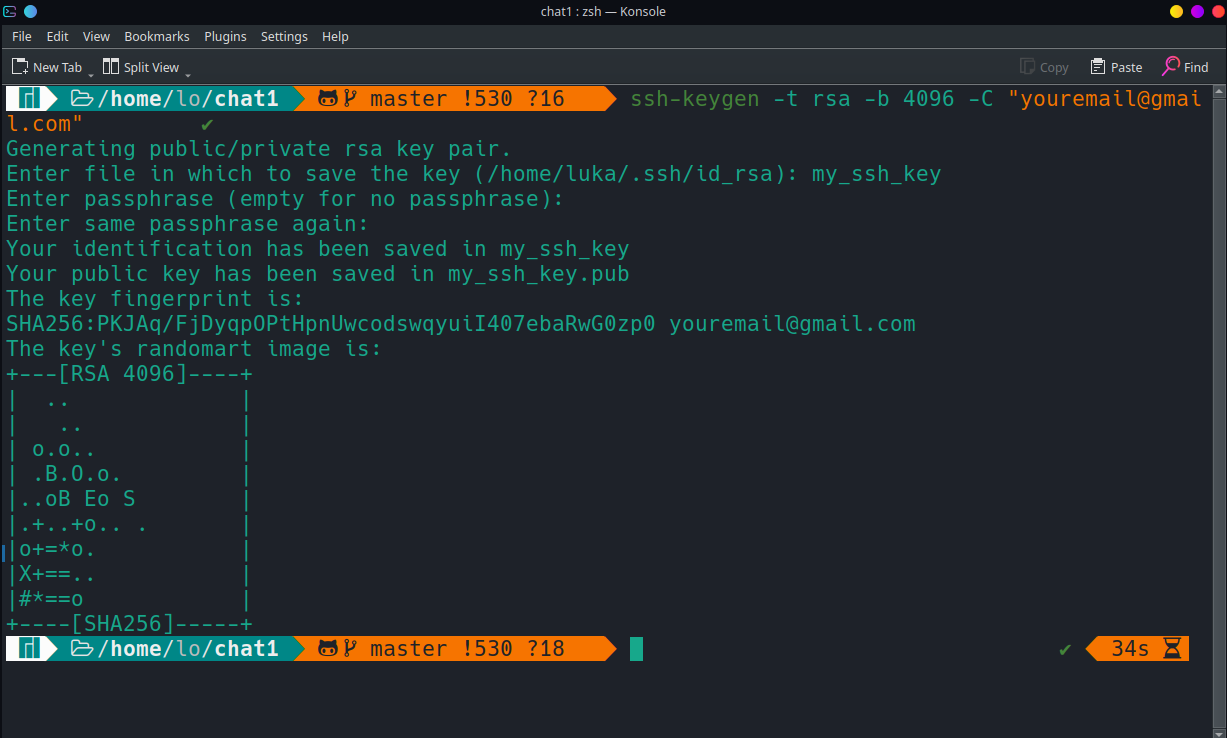 chat1 : zsh — Konsole
File Edit View Bookmarks Plugins Settings Help
New Tab Split View Copy Paste Find
/home/lo/chat1 master !530 ?16 ssh-keygen -t rsa -b 4096 -C "youremail@gmai
l.com" ✔
Generating public/private rsa key pair.
Enter file in which to save the key (/home/luka/.ssh/id_rsa): my_ssh_key
Enter passphrase (empty for no passphrase):
Enter same passphrase again:
Your identification has been saved in my_ssh_key
Your public key has been saved in my_ssh_key.pub
The key fingerprint is:
SHA256:PKJAq/FjDyqpOPtHpnUwcodswqyuiI407ebaRwG0zp0 youremail@gmail.com
The key's randomart image is:
+---[RSA 4096]----+
|  ..             |
|   ..            |
| o.o..           |
| .B.O.o.         |
|..oB Eo S        |
|.+..+o.. .       |
|o+=*o.           |
|X+==..           |
|#*==o            |
+----[SHA256]-----+
/home/lo/chat1 master !530 ?18 ✔ 34s